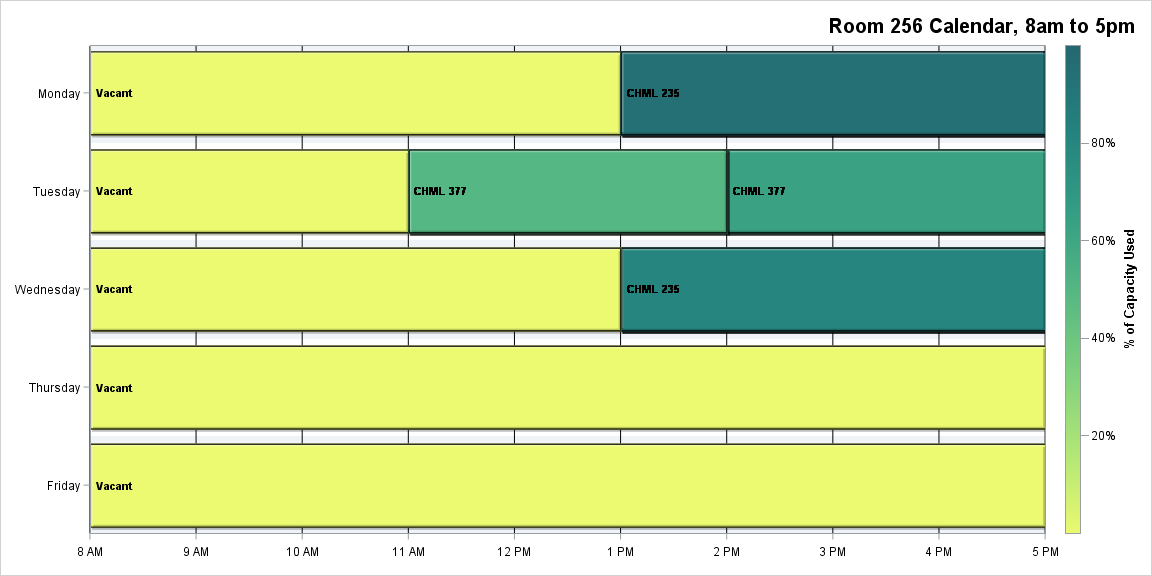 Room 256 Calendar, 8am to 5pm
Monday
Vacant
CHML 235
Tuesday
Vacant
CHML 377
CHML 377
Wednesday
Vacant
CHML 235
Thursday
Vacant
Friday
Vacant
8 AM
9 AM
10 AM
11 AM
12 PM
1 PM
2 PM
3 PM
4 PM
5 PM
80%
60%
40%
20%
% of Capacity Used